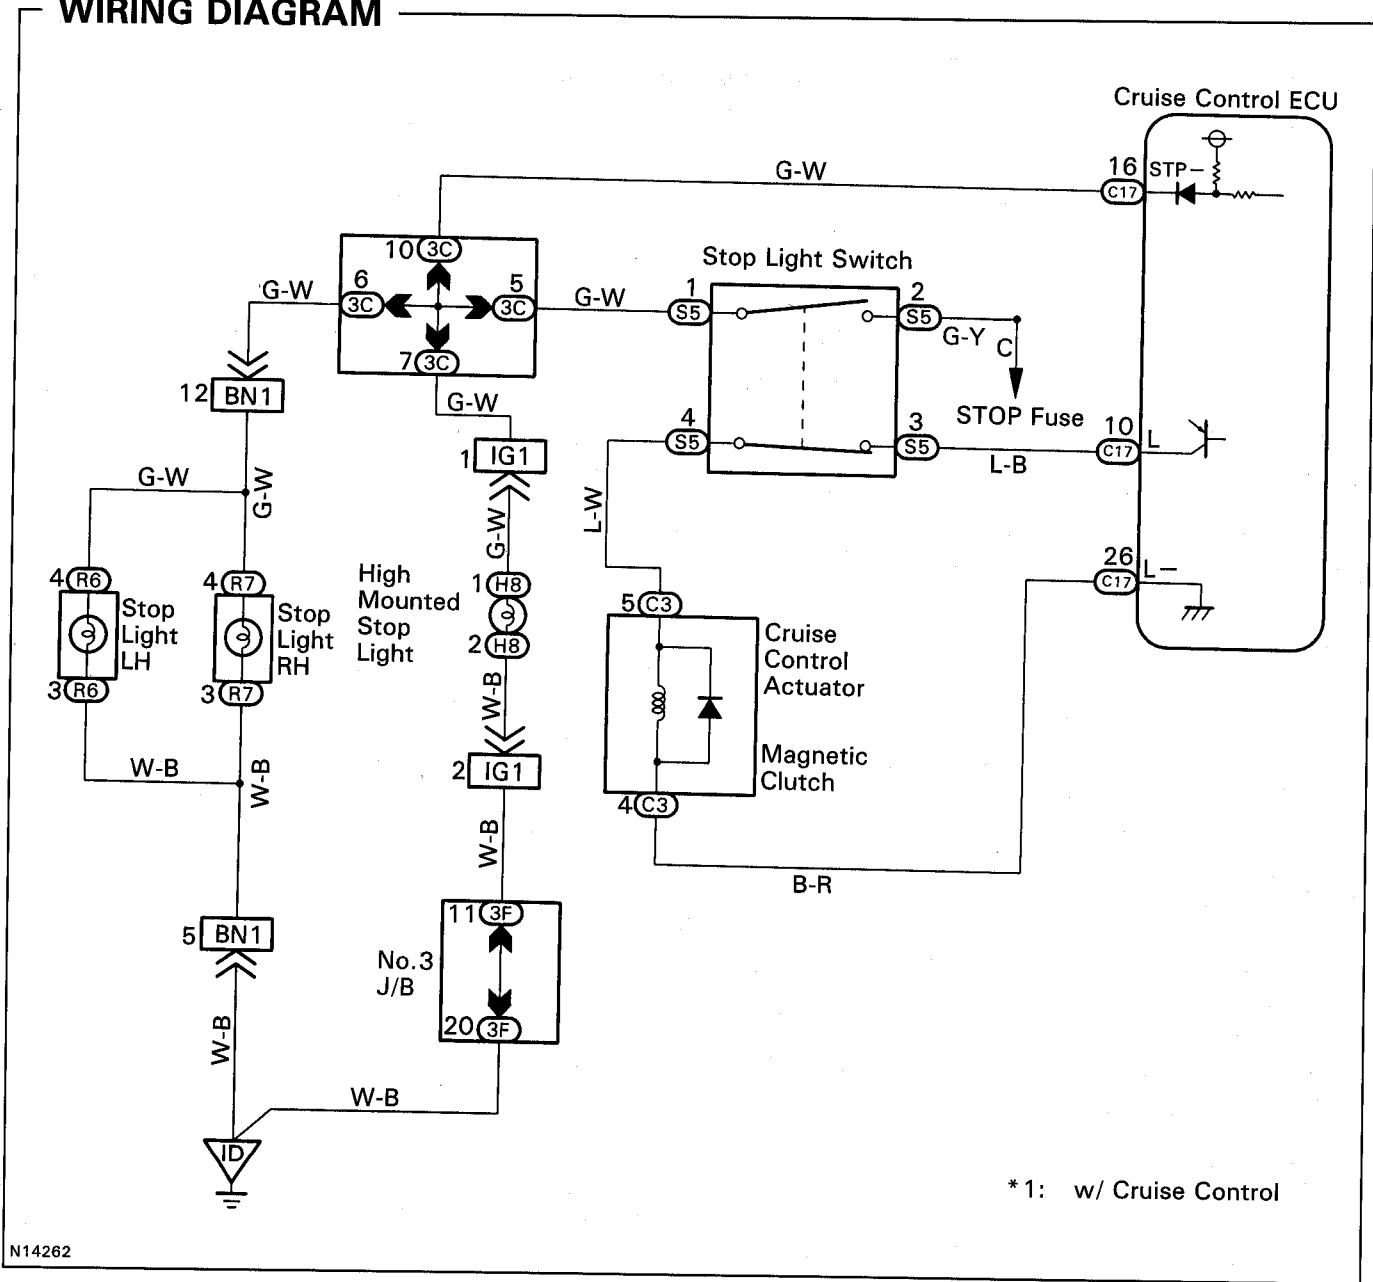 WIRING DIAGRAM
Cruise Control ECU
G-W
16
C17
STP−
10
3C
Stop Light Switch
6
3C
G-W
5
3C
G-W
1
S5
2
S5
G-Y
C
STOP Fuse
7
3C
G-W
12
BN1
4
S5
3
S5
L-B
10
C17
L
1
IG1
G-W
G-W
G-W
L-W
26
C17
L−
4
R6
Stop
Light
LH
3
R6
4
R7
Stop
Light
RH
3
R7
High
Mounted
Stop
Light
1
H8
2
H8
5
C3
Cruise
Control
Actuator
Magnetic
Clutch
4
C3
W-B
2
IG1
W-B
W-B
W-B
B-R
5
BN1
No.3
J/B
11
3F
20
3F
W-B
W-B
ID
*1: w/ Cruise Control
N14262